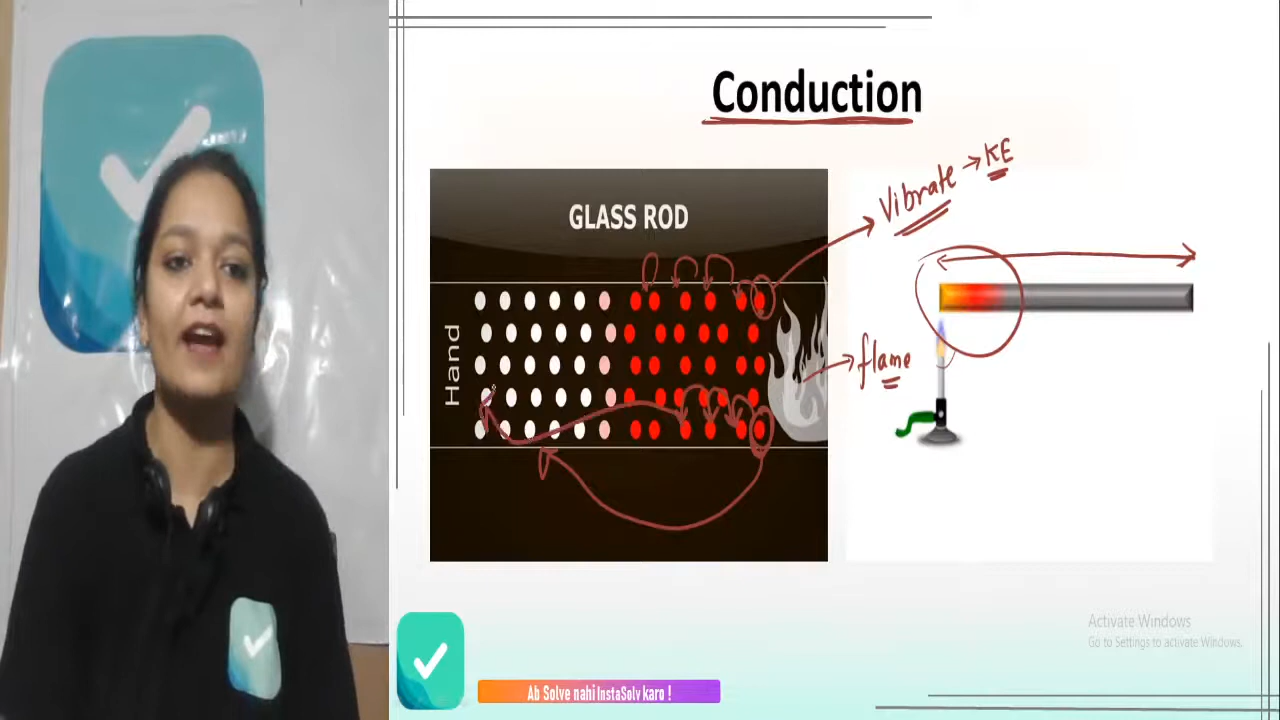 Conduction
Vibrate → KE
GLASS ROD
Hand
flame
Activate Windows
Go to Settings to activate Windows.
Ab Solve nahi InstaSolv karo !